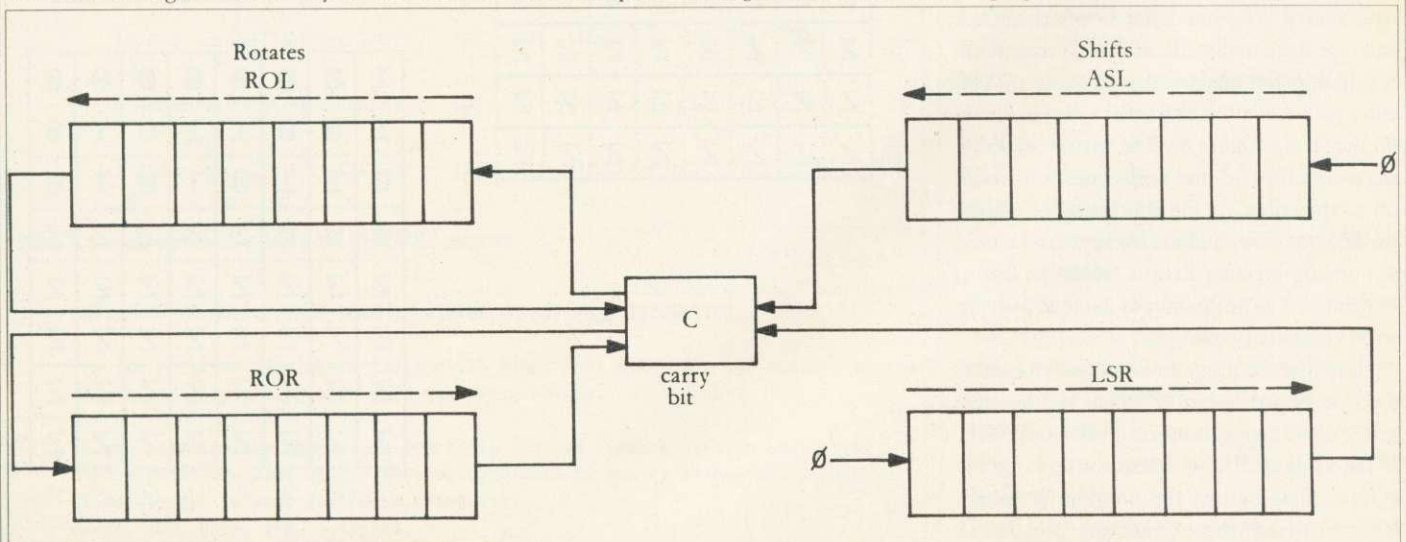 Rotates
ROL
Shifts
ASL
Ø
C
carry
bit
ROR
LSR
Ø